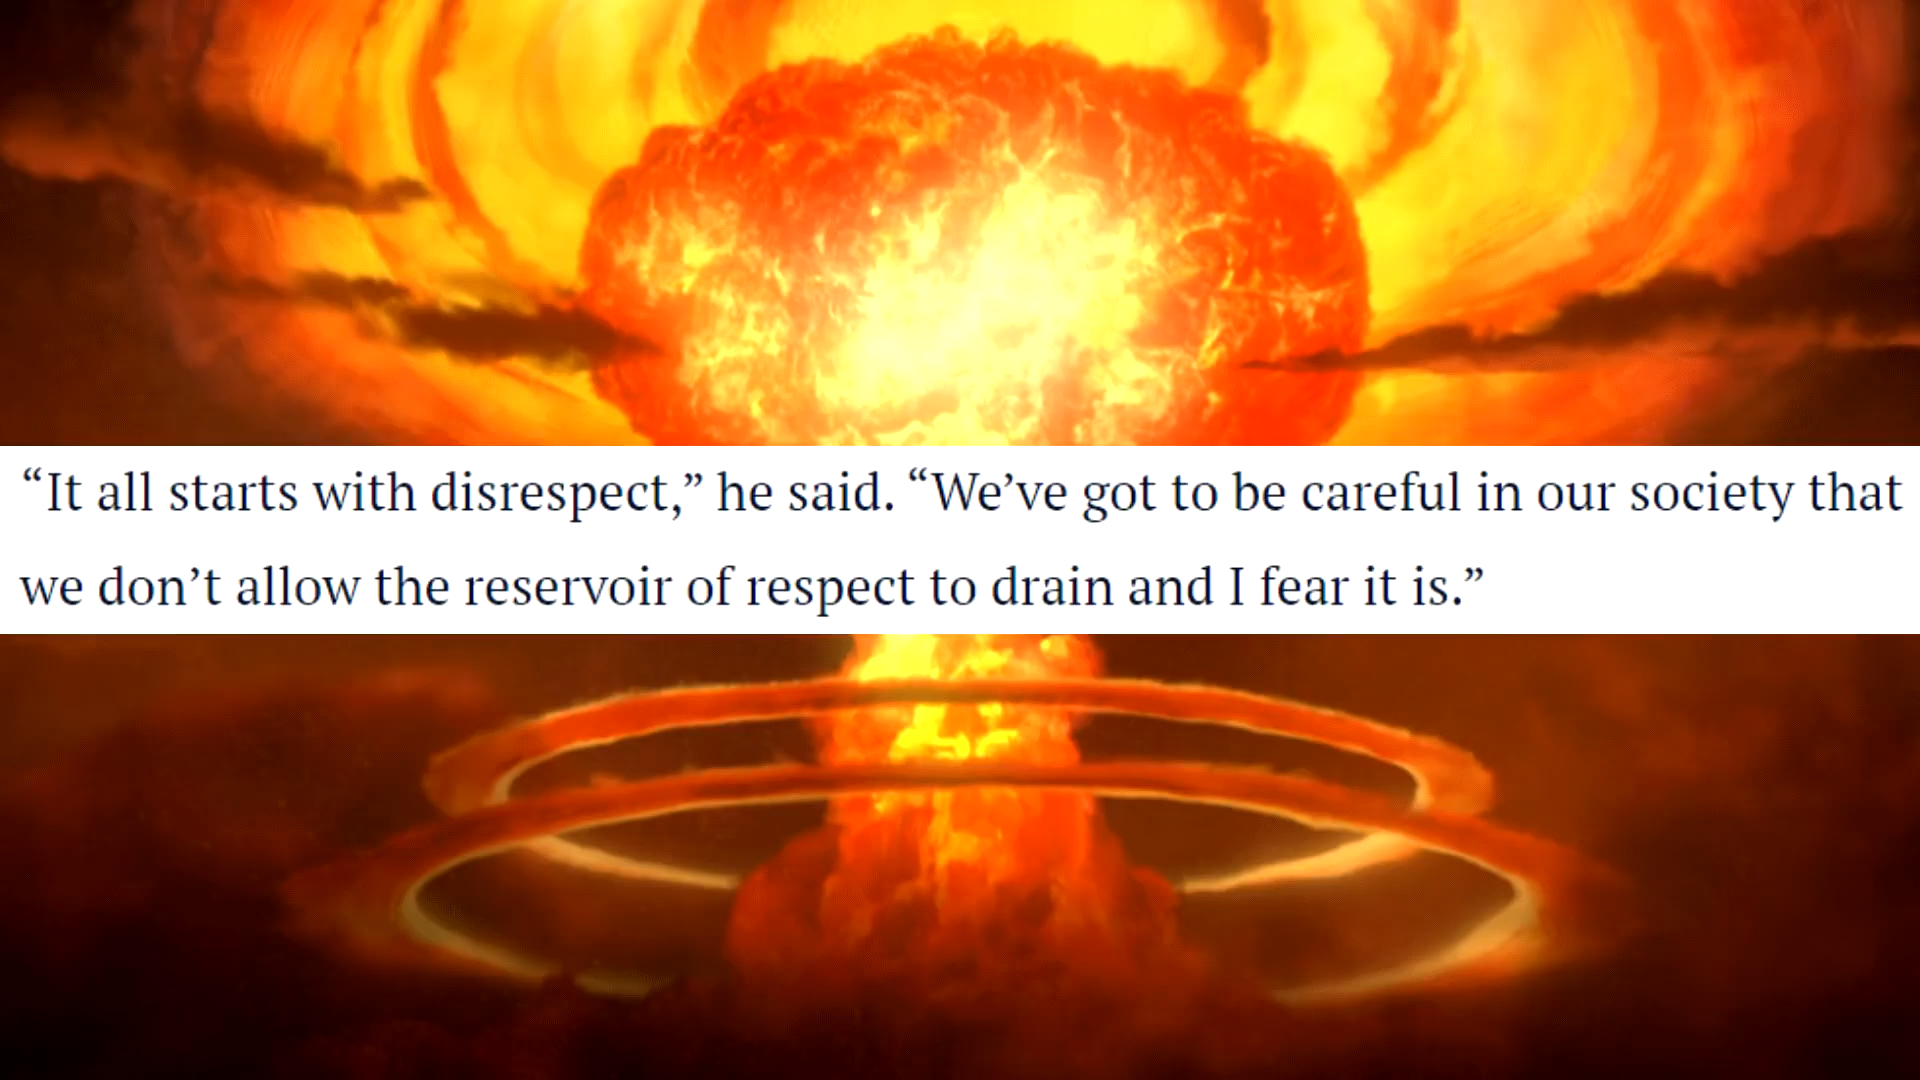 “It all starts with disrespect,” he said. “We’ve got to be careful in our society that
we don’t allow the reservoir of respect to drain and I fear it is.”